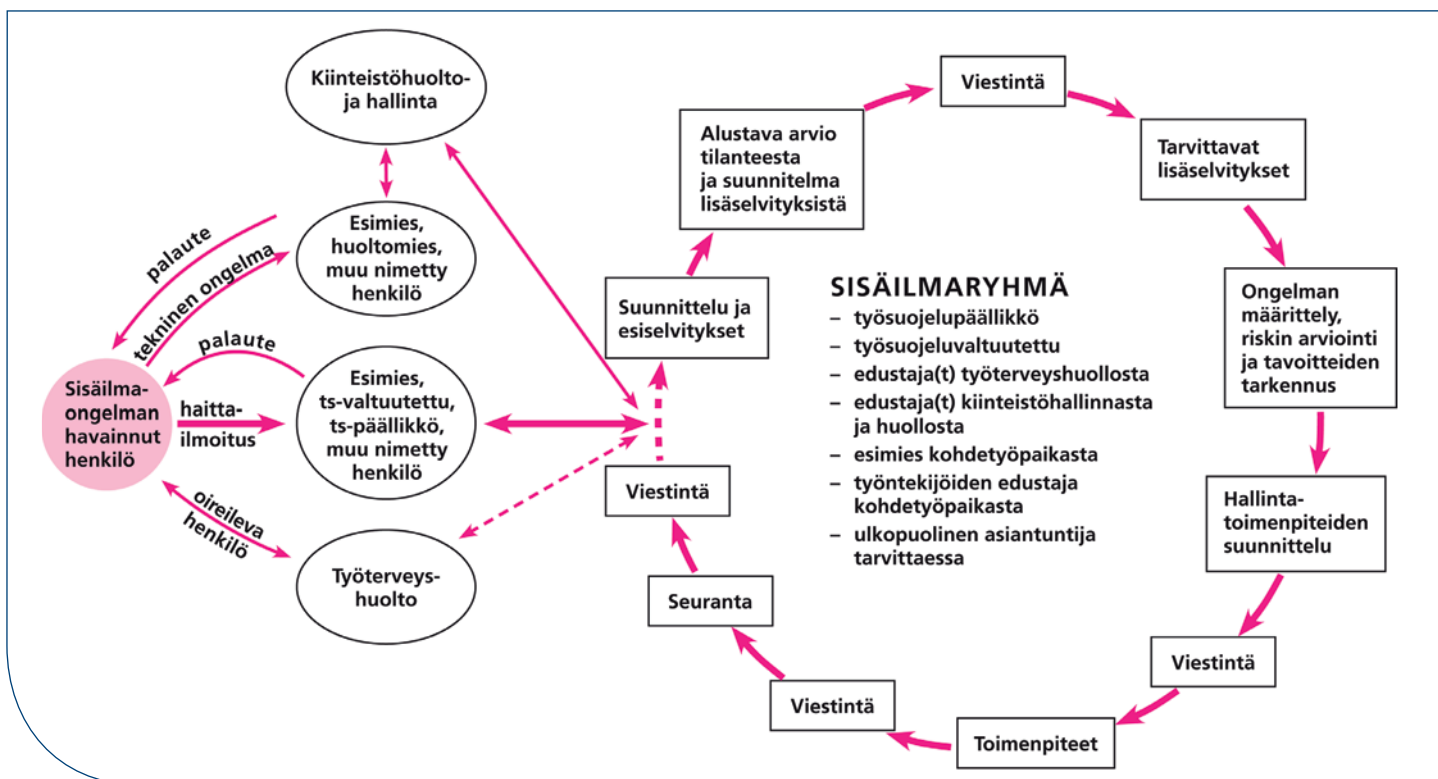 Kiinteistöhuolto-
ja hallinta
Esimies,
huoltomies,
muu nimetty
henkilö
palaute
tekninen ongelma
palaute
Sisäilma-
ongelman
havainnut
henkilö
haitta-
ilmoitus
Esimies,
ts-valtuutettu,
ts-päällikkö,
muu nimetty
henkilö
oireileva
henkilö
Työterveys-
huolto
Suunnittelu ja
esiselvitykset
Alustava arvio
tilanteesta
ja suunnitelma
lisäselvityksistä
Viestintä
Tarvittavat
lisäselvitykset
Ongelman
määrittely,
riskin arviointi
ja tavoitteiden
tarkennus
Hallinta-
toimenpiteiden
suunnittelu
Viestintä
Toimenpiteet
Viestintä
Seuranta
Viestintä
SISÄILMARYHMÄ
– työsuojelupäällikkö
– työsuojeluvaltuutettu
– edustaja(t) työterveyshuollosta
– edustaja(t) kiinteistöhallinnasta
ja huollosta
– esimies kohdetyöpaikasta
– työntekijöiden edustaja
kohdetyöpaikasta
– ulkopuolinen asiantuntija
tarvittaessa